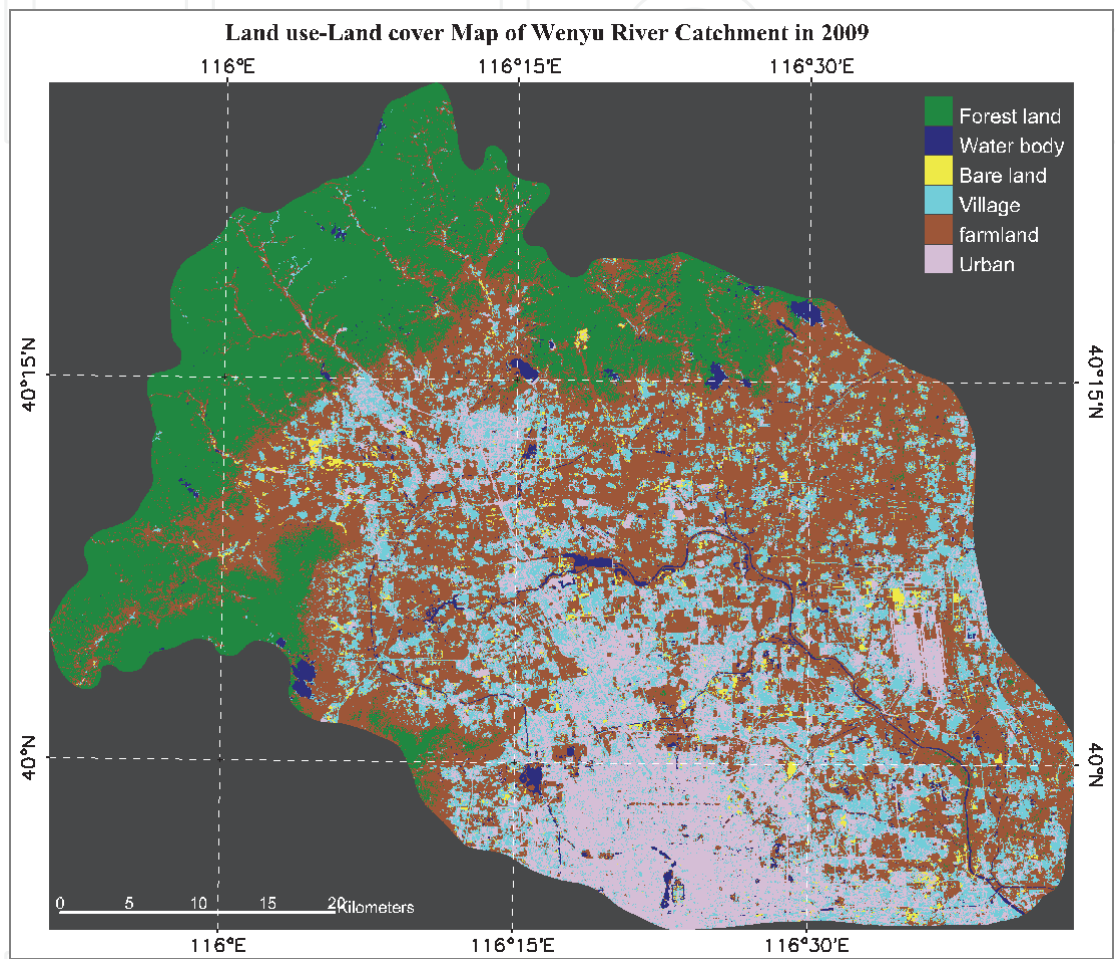 Land use-Land cover Map of Wenyu River Catchment in 2009
116°E 116°15'E 116°30'E
Forest land
Water body
Bare land
Village
farmland
Urban
40°15'N 40°15'N
40°N 40°N
0 5 10 15 20 Kilometers
116°E 116°15'E 116°30'E